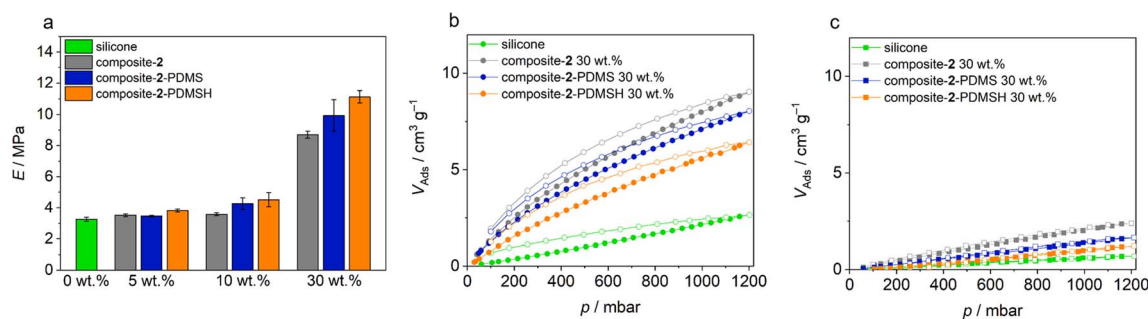 a
E / MPa
16
14
12
10
8
6
4
2
0
silicone
composite-2
composite-2-PDMS
composite-2-PDMSH
0 wt.%
5 wt.%
10 wt.%
30 wt.%
b
V_Ads / cm³ g⁻¹
10
5
0
silicone
composite-2 30 wt.%
composite-2-PDMS 30 wt.%
composite-2-PDMSH 30 wt.%
0 200 400 600 800 1000 1200
p / mbar
c
V_Ads / cm³ g⁻¹
10
5
0
silicone
composite-2 30 wt.%
composite-2-PDMS 30 wt.%
composite-2-PDMSH 30 wt.%
0 200 400 600 800 1000 1200
p / mbar